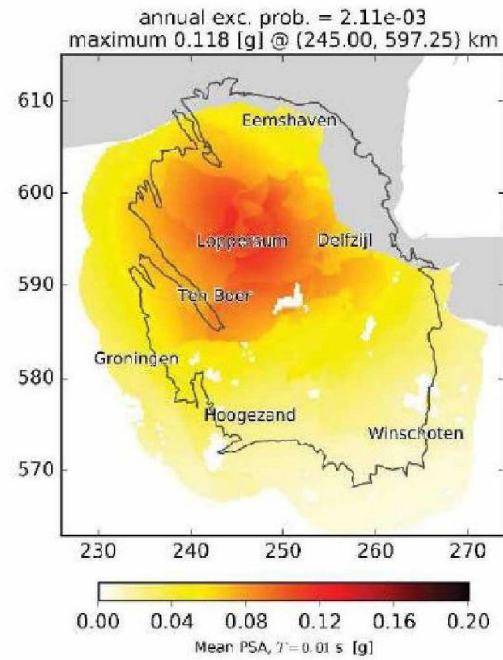 annual exc. prob. = 2.11e-03
maximum 0.118 [g] @ (245.00, 597.25) km
610
Eemshaven
600
Loppersum
Delfzijl
590
Ten Boer
Groningen
580
Hoogezand
Winschoten
570
230 240 250 260 270
0.00 0.04 0.08 0.12 0.16 0.20
Mean PSA, T=0.01 s [g]